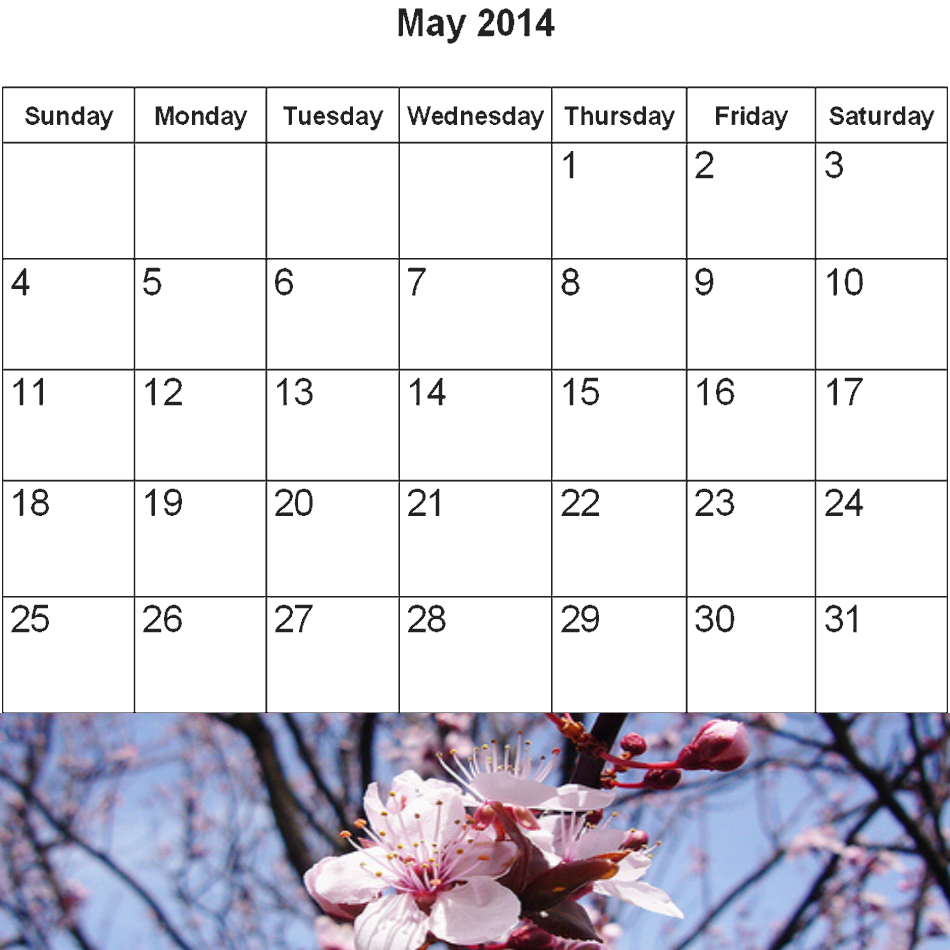 May 2014
Sunday Monday Tuesday Wednesday Thursday Friday Saturday
1 2 3
4 5 6 7 8 9 10
11 12 13 14 15 16 17
18 19 20 21 22 23 24
25 26 27 28 29 30 31